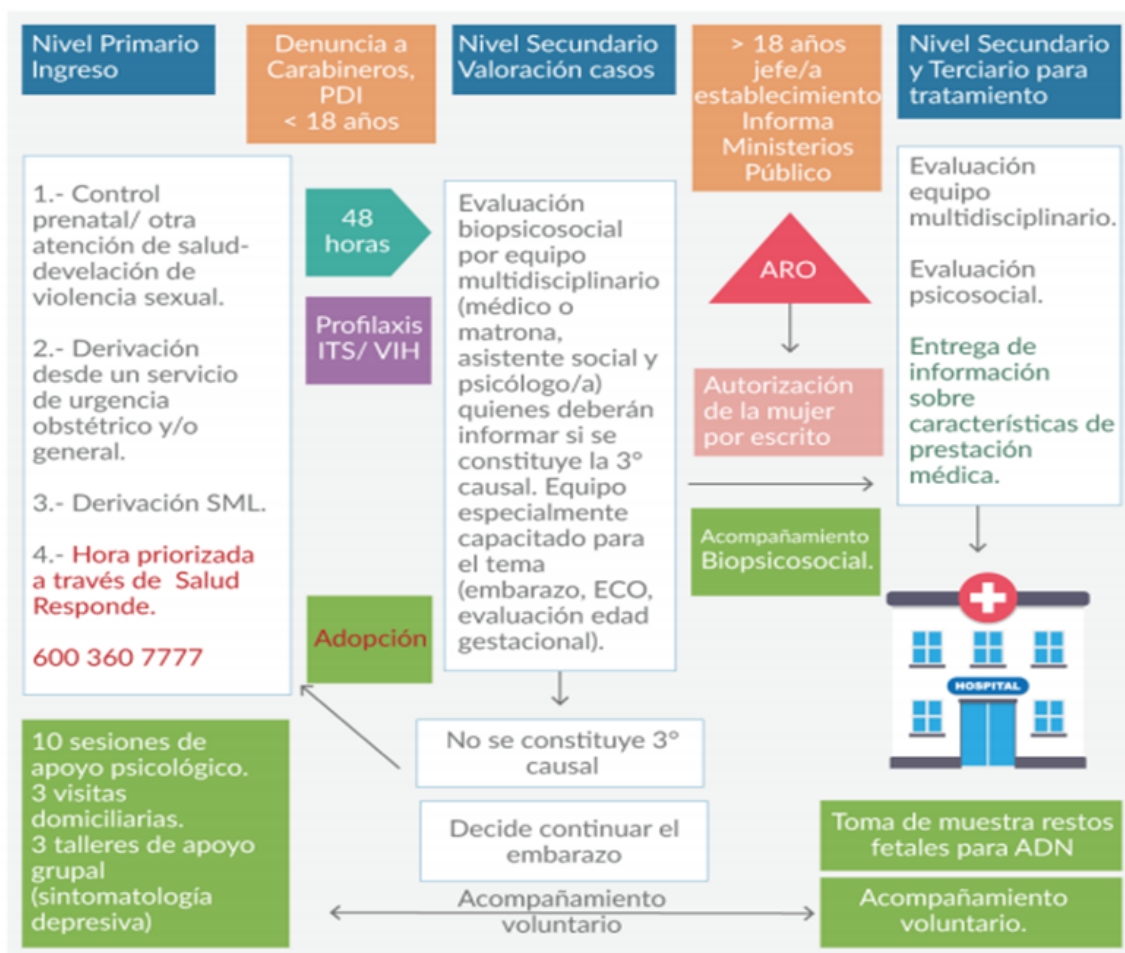 Nivel Primario
Ingreso
Denuncia a
Carabineros,
PDI
< 18 años
Nivel Secundario
Valoración casos
> 18 años
jefe/a
establecimiento
Informa
Ministerios
Público
Nivel Secundario
y Terciario para
tratamiento
1.- Control
prenatal/ otra
atención de salud-
develación de
violencia sexual.
2.- Derivación
desde un servicio
de urgencia
obstétrico y/o
general.
3.- Derivación SML.
4.- Hora priorizada
a través de Salud
Responde.
600 360 7777
48
horas
Profilaxis
ITS/ VIH
Adopción
Evaluación
biopsicosocial
por equipo
multidisciplinario
(médico o
matrona,
asistente social y
psicólogo/a)
quienes deberán
informar si se
constituye la 3°
causal. Equipo
especialmente
capacitado para
el tema
(embarazo, ECO,
evaluación edad
gestacional).
ARO
Autorización
de la mujer
por escrito
Acompañamiento
Biopsicosocial.
Evaluación
equipo
multidisciplinario.
Evaluación
psicosocial.
Entrega de
información
sobre
características de
prestación
médica.
HOSPITAL
10 sesiones de
apoyo psicológico.
3 visitas
domiciliarias.
3 talleres de apoyo
grupal
(sintomatología
depresiva)
No se constituye 3°
causal
Decide continuar el
embarazo
Acompañamiento
voluntario
Toma de muestra restos
fetales para ADN
Acompañamiento
voluntario.